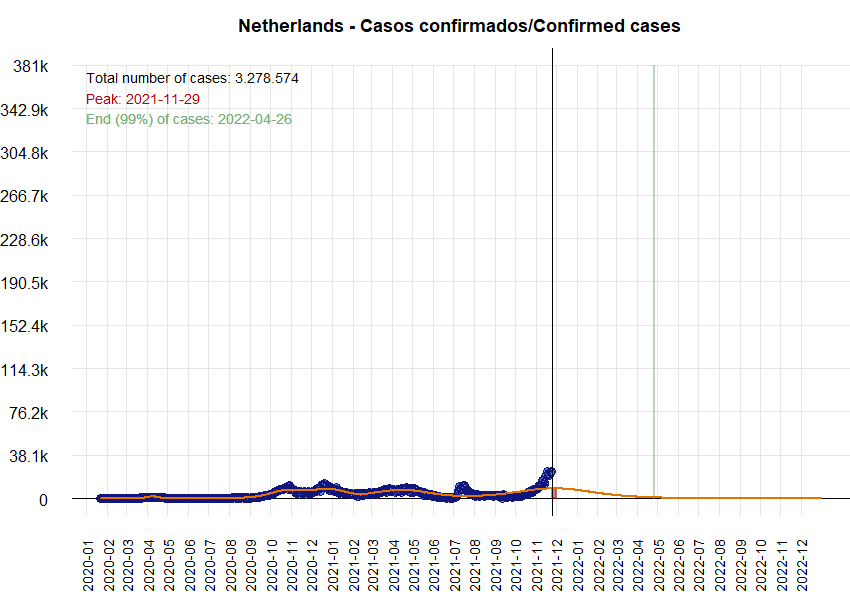 Netherlands - Casos confirmados/Confirmed cases
381k
Total number of cases: 3.278.574
Peak: 2021-11-29
342.9k
End (99%) of cases: 2022-04-26
304.8k
266.7k
228.6k
190.5k
152.4k
114.3k
76.2k
38.1k
0
2020-01
2020-02
2020-03
2020-04
2020-05
2020-06
2020-07
2020-08
2020-09
2020-10
2020-11
2020-12
2021-01
2021-02
2021-03
2021-04
2021-05
2021-06
2021-07
2021-08
2021-09
2021-10
2021-11
2021-12
2022-01
2022-02
2022-03
2022-04
2022-05
2022-06
2022-07
2022-08
2022-09
2022-10
2022-11
2022-12